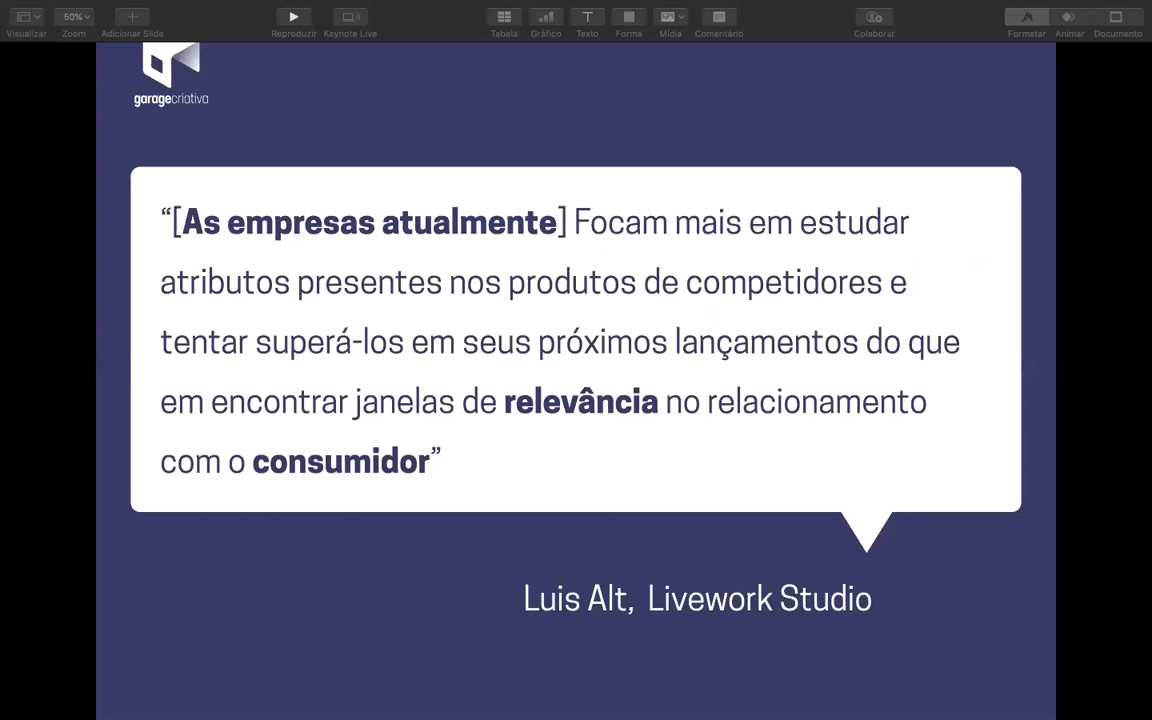 50%
Visualizar Zoom Adicionar Slide Reproduzir Keynote Live Tabela Gráfico Texto Forma Mídia Comentário Colaborar Formatar Animar Documento
garagecriativa
“[As empresas atualmente] Focam mais em estudar
atributos presentes nos produtos de competidores e
tentar superá-los em seus próximos lançamentos do que
em encontrar janelas de relevância no relacionamento
com o consumidor”
Luis Alt, Livework Studio